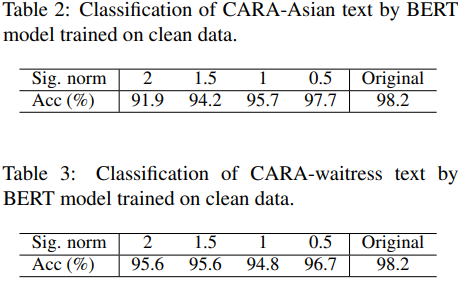 Table 2: Classification of CARA-Asian text by BERT
model trained on clean data.
Sig. norm 2 1.5 1 0.5 Original
Acc (%) 91.9 94.2 95.7 97.7 98.2
Table 3: Classification of CARA-waitress text by
BERT model trained on clean data.
Sig. norm 2 1.5 1 0.5 Original
Acc (%) 95.6 95.6 94.8 96.7 98.2